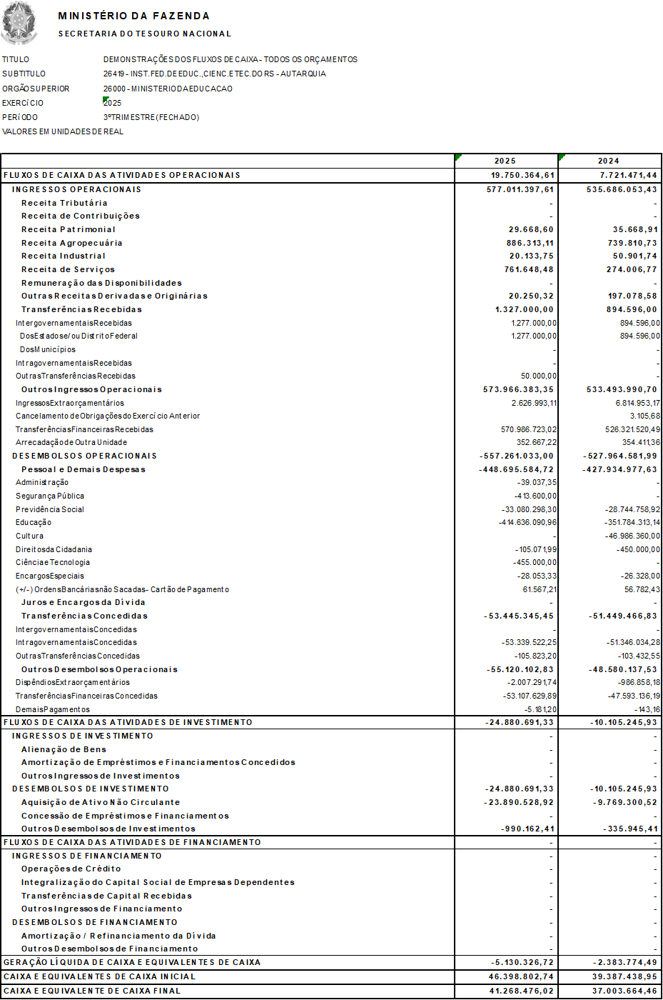 MINISTÉRIO DA FAZENDA
SECRETARIA DO TESOURO NACIONAL
TITULO DEMONSTRAÇÕES DOS FLUXOS DE CAIXA - TODOS OS ORÇAMENTOS
SUBTITULO 26419 - INST.FED.DE EDUC.,CIENC.E TEC.DO RS - AUTARQUIA
ORGÃO SUPERIOR 26000 - MINISTERIO DA EDUCACAO
EXERCíCIO 2025
PERíODO 3º TRIMESTRE (FECHADO)
VALORES EM UNIDADES DE REAL
2025 2024
FLUXOS DE CAIXA DAS ATIVIDADES OPERACIONAIS 19.750.364,61 7.721.471,44
INGRESSOS OPERACIONAIS 577.011.397,61 535.686.053,43
Receita Tributária - -
Receita de Contribuições - -
Receita Patrimonial 29.668,60 35.668,91
Receita Agropecuária 886.313,11 739.810,73
Receita Industrial 20.133,75 50.901,74
Receita de Serviços 761.648,48 274.006,77
Remuneração das Disponibilidades - -
Outras Receitas Derivadas e Originárias 20.250,32 197.078,58
Transferências Recebidas 1.327.000,00 894.596,00
Intergovernamentais Recebidas 1.277.000,00 894.596,00
Dos Estados e/ou Distrito Federal 1.277.000,00 894.596,00
Dos Municípios - -
Intragovernamentais Recebidas - -
Outras Transferências Recebidas 50.000,00 -
Outros Ingressos Operacionais 573.966.383,35 533.493.990,70
Ingressos Extraorçamentários 2.626.993,11 6.814.953,17
Cancelamento de Obrigações do Exercício Anterior 3.105,68
Transferências Financeiras Recebidas 570.986.723,02 526.321.520,49
Arrecadação de Outra Unidade 352.667,22 354.411,36
DESEMBOLSOS OPERACIONAIS -557.261.033,00 -527.964.581,99
Pessoal e Demais Despesas -448.695.584,72 -427.934.977,63
Administração -39.037,35 -
Segurança Pública -413.600,00 -
Previdência Social -33.080.298,30 -28.744.758,92
Educação -414.636.090,96 -351.784.313,14
Cultura - -46.986.360,00
Direitos da Cidadania -105.071,99 -450.000,00
Ciência e Tecnologia -455.000,00 -
Encargos Especiais -28.053,33 -26.328,00
(+/-) Ordens Bancárias não Sacadas - Cartão de Pagamento 61.567,21 56.782,43
Juros e Encargos da Dívida - -
Transferências Concedidas -53.445.345,45 -51.449.466,83
Intergovernamentais Concedidas - -
Intragovernamentais Concedidas -53.339.522,25 -51.346.034,28
Outras Transferências Concedidas -105.823,20 -103.432,55
Outros Desembolsos Operacionais -55.120.102,83 -48.580.137,53
Dispêndios Extraorçamentários -2.007.291,74 -986.858,18
Transferências Financeiras Concedidas -53.107.629,89 -47.593.136,19
Demais Pagamentos -5.181,20 -143,16
FLUXOS DE CAIXA DAS ATIVIDADES DE INVESTIMENTO -24.880.691,33 -10.105.245,93
INGRESSOS DE INVESTIMENTO - -
Alienação de Bens - -
Amortização de Empréstimos e Financiamentos Concedidos - -
Outros Ingressos de Investimentos - -
DESEMBOLSOS DE INVESTIMENTO -24.880.691,33 -10.105.245,93
Aquisição de Ativo Não Circulante -23.890.528,92 -9.769.300,52
Concessão de Empréstimos e Financiamentos - -
Outros Desembolsos de Investimentos -990.162,41 -335.945,41
FLUXOS DE CAIXA DAS ATIVIDADES DE FINANCIAMENTO - -
INGRESSOS DE FINANCIAMENTO - -
Operações de Crédito - -
Integralização do Capital Social de Empresas Dependentes - -
Transferências de Capital Recebidas - -
Outros Ingressos de Financiamento - -
DESEMBOLSOS DE FINANCIAMENTO - -
Amortização / Refinanciamento da Dívida - -
Outros Desembolsos de Financiamento - -
GERAÇÃO LÍQUIDA DE CAIXA E EQUIVALENTES DE CAIXA -5.130.326,72 -2.383.774,49
CAIXA E EQUIVALENTES DE CAIXA INICIAL 46.398.802,74 39.387.438,95
CAIXA E EQUIVALENTE DE CAIXA FINAL 41.268.476,02 37.003.664,46